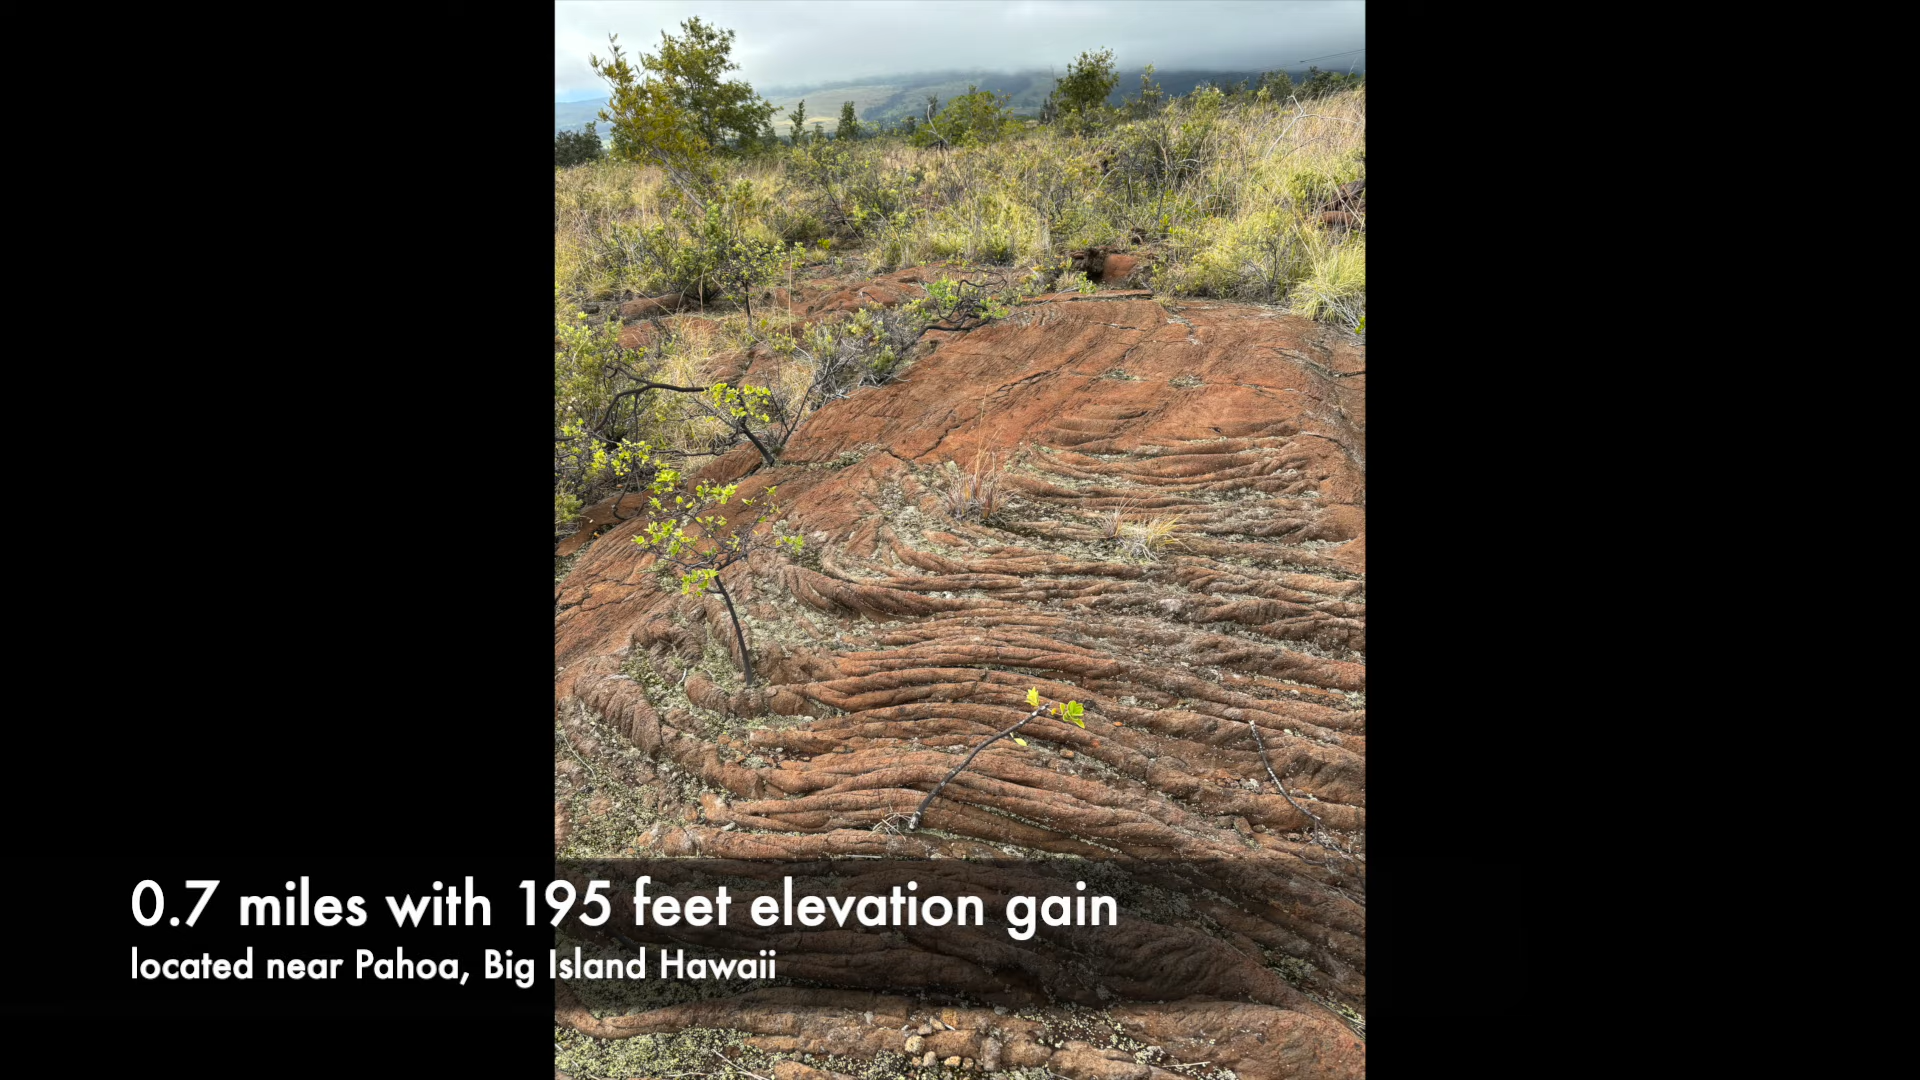 0.7 miles with 195 feet elevation gain
located near Pahoa, Big Island Hawaii